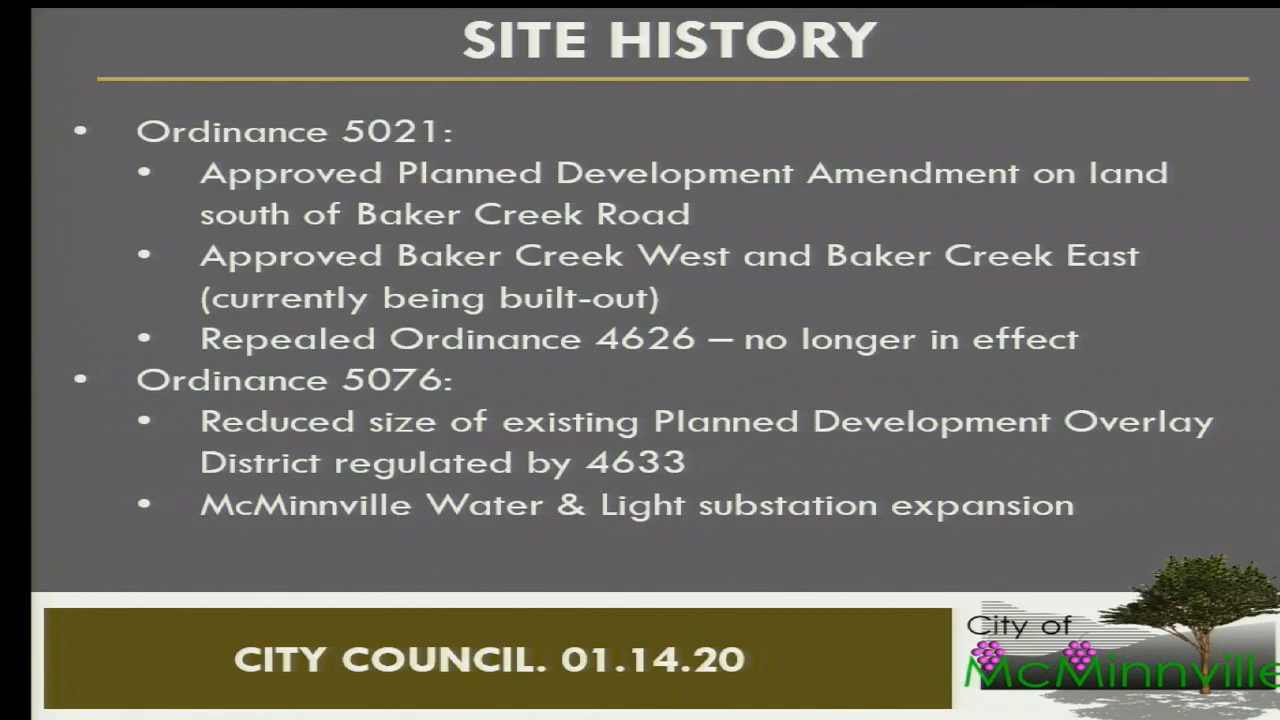 SITE HISTORY
• Ordinance 5021:
• Approved Planned Development Amendment on land
south of Baker Creek Road
• Approved Baker Creek West and Baker Creek East
(currently being built-out)
• Repealed Ordinance 4626 – no longer in effect
• Ordinance 5076:
• Reduced size of existing Planned Development Overlay
District regulated by 4633
• McMinnville Water & Light substation expansion
CITY COUNCIL. 01.14.20
City of
McMinnville